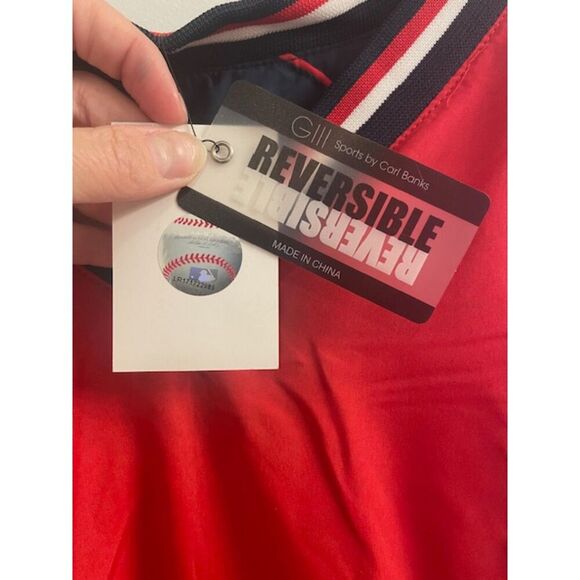 GIII Sports by Carl Banks
REVERSIBLE
REVERSIBLE
MADE IN CHINA